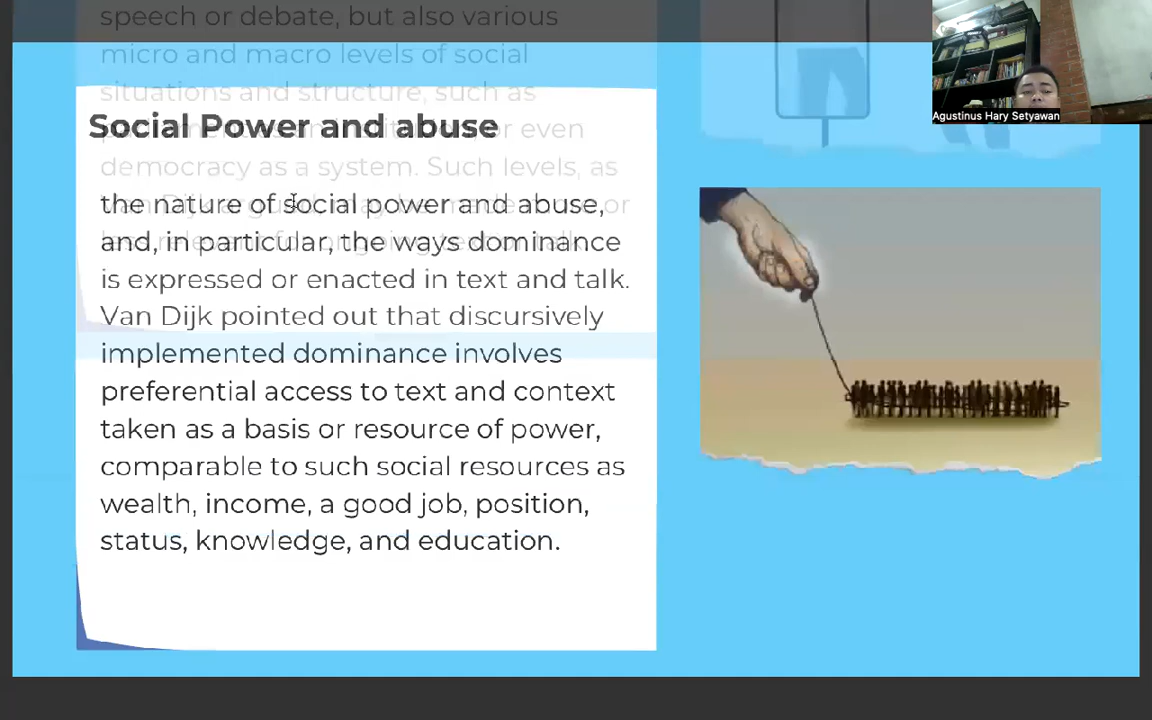 speech or debate, but also various
micro and macro levels of social
situations and structure, such as
or even
democracy as a system. Such levels, as
Social Power and abuse
the nature of social power and abuse,
and, in particular, the ways dominance
is expressed or enacted in text and talk.
Van Dijk pointed out that discursively
implemented dominance involves
preferential access to text and context
taken as a basis or resource of power,
comparable to such social resources as
wealth, income, a good job, position,
status, knowledge, and education.
Agustinus Hary Setyawan